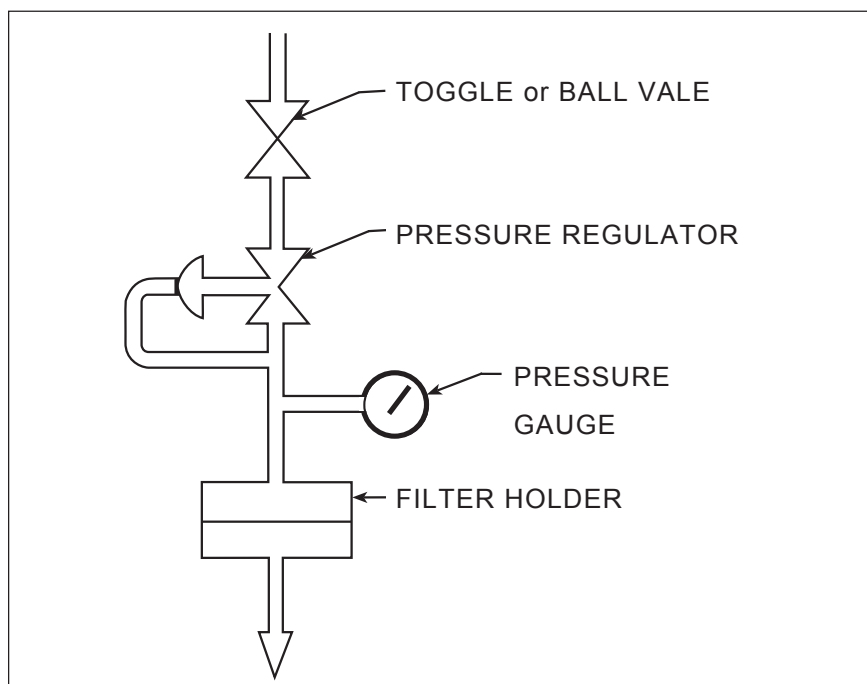 TOGGLE or BALL VALE
PRESSURE REGULATOR
PRESSURE
GAUGE
FILTER HOLDER